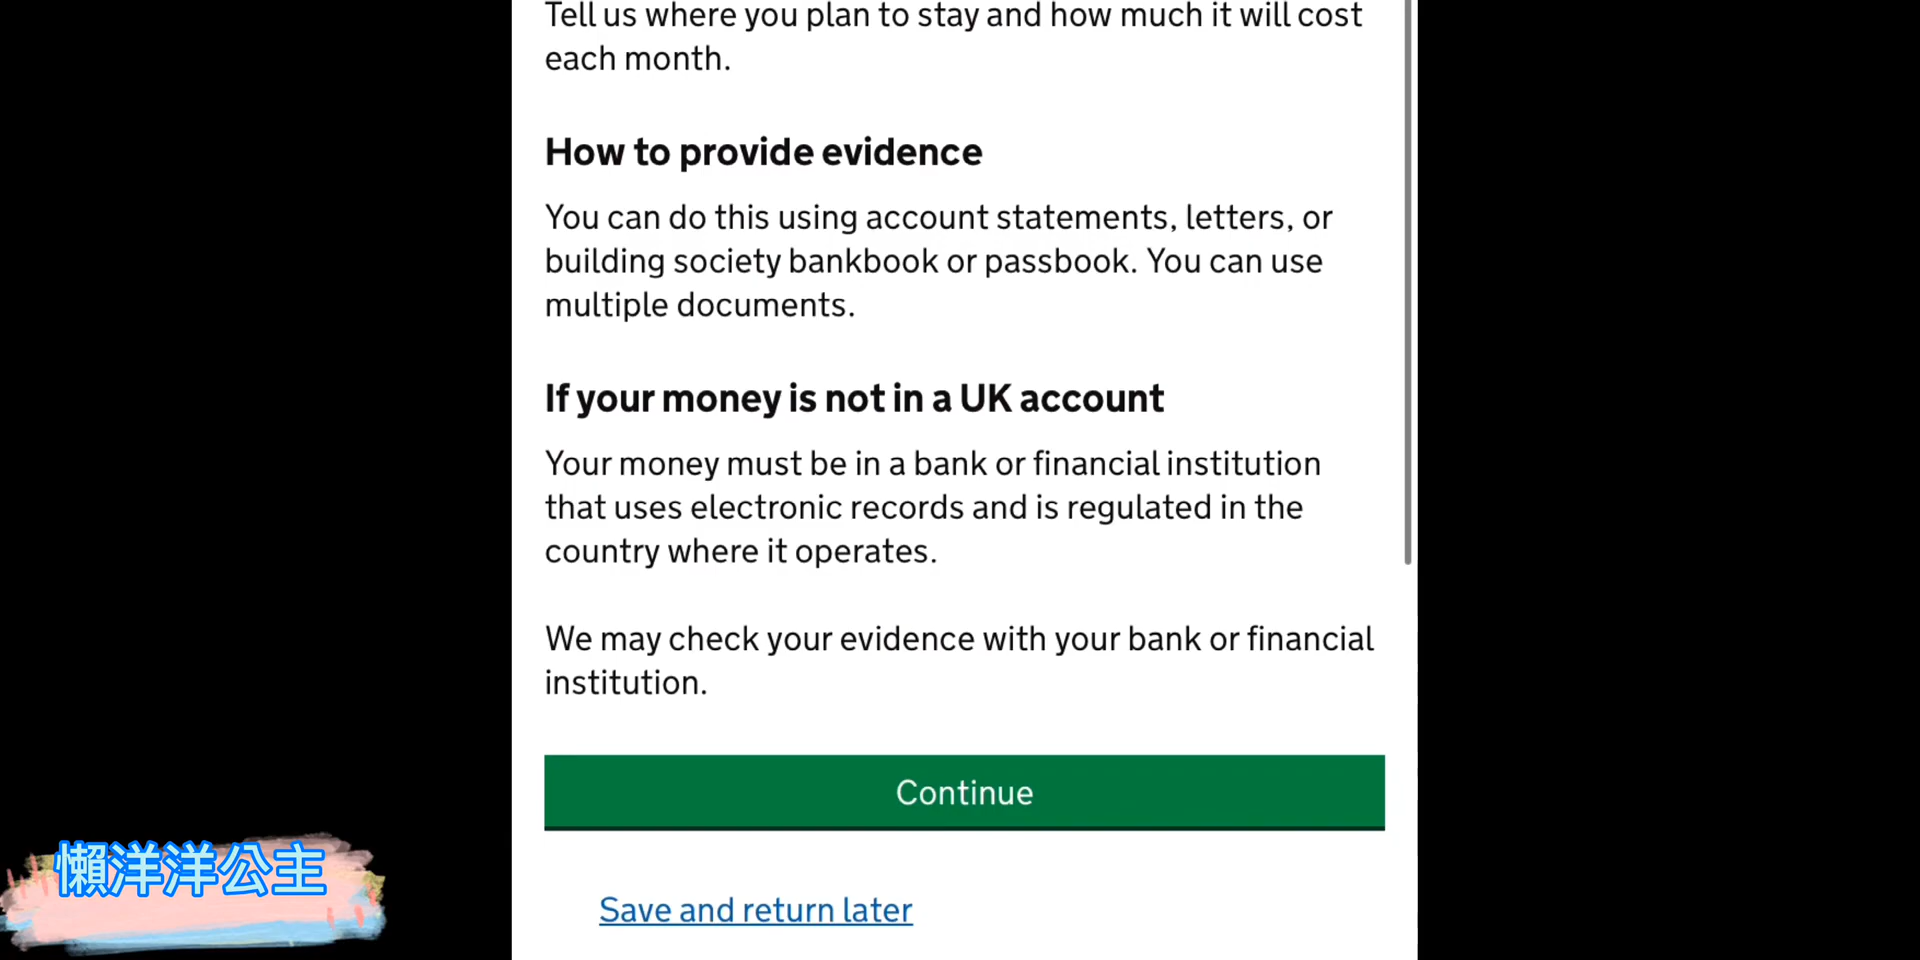 Tell us where you plan to stay and how much it will cost
each month.
How to provide evidence
You can do this using account statements, letters, or
building society bankbook or passbook. You can use
multiple documents.
If your money is not in a UK account
Your money must be in a bank or financial institution
that uses electronic records and is regulated in the
country where it operates.
We may check your evidence with your bank or financial
institution.
Continue
懶洋洋公主
Save and return later